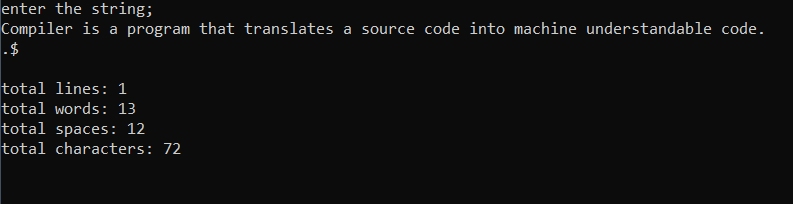 enter the string;
Compiler is a program that translates a source code into machine understandable code.
.$
total lines: 1
total words: 13
total spaces: 12
total characters: 72